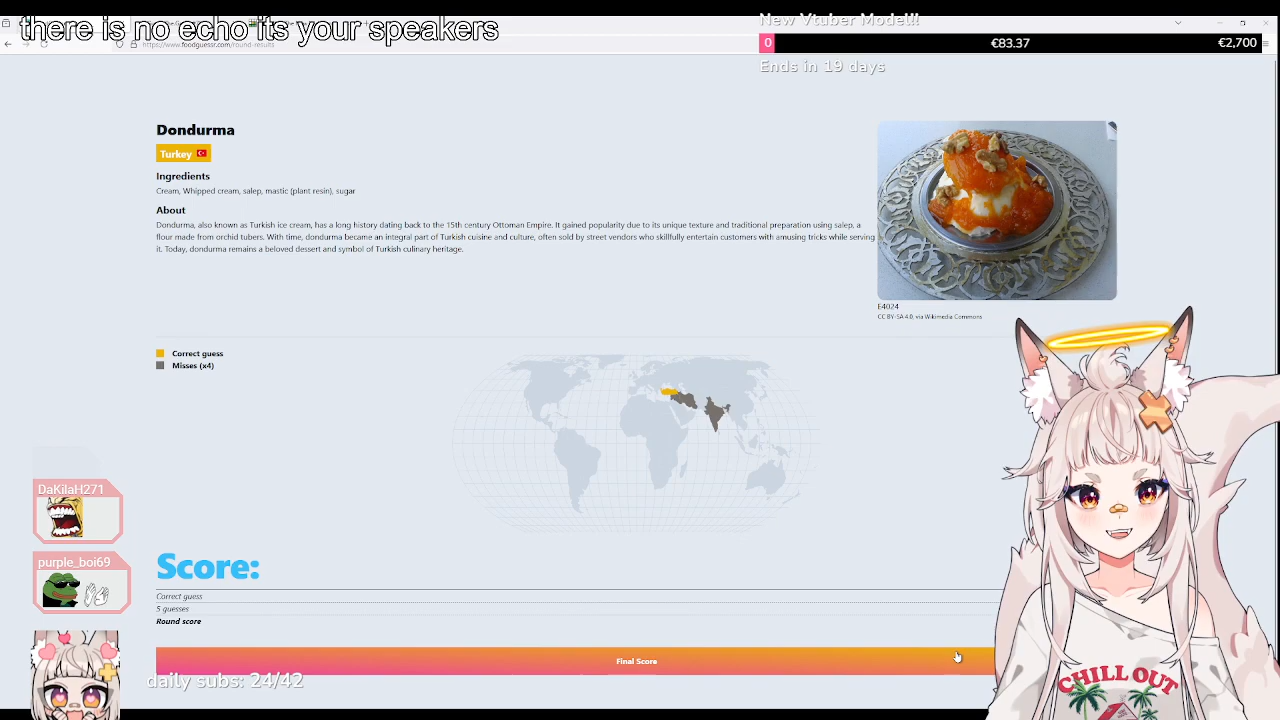 there is no echo its your speakers
https://www.foodguessr.com/round-results
New Vtuber Model!!
0
€83.37
€2,700
Ends in 19 days
Dondurma
Turkey
Ingredients
Cream, Whipped cream, salep, mastic (plant resin), sugar
About
Dondurma, also known as Turkish ice cream, has a long history dating back to the 15th century Ottoman Empire. It gained popularity due to its unique texture and traditional preparation using salep, a
flour made from orchid tubers. With time, dondurma became an integral part of Turkish cuisine and culture, often sold by street vendors who skillfully entertain customers with amusing tricks while serving
it. Today, dondurma remains a beloved dessert and symbol of Turkish culinary heritage.
E4024
CC BY-SA 4.0, via Wikimedia Commons
Correct guess
Misses (x4)
DaKilaH271
purple_boi69
Score:
Correct guess
5 guesses
Round score
Final Score
daily subs: 24/42
CHILL OUT